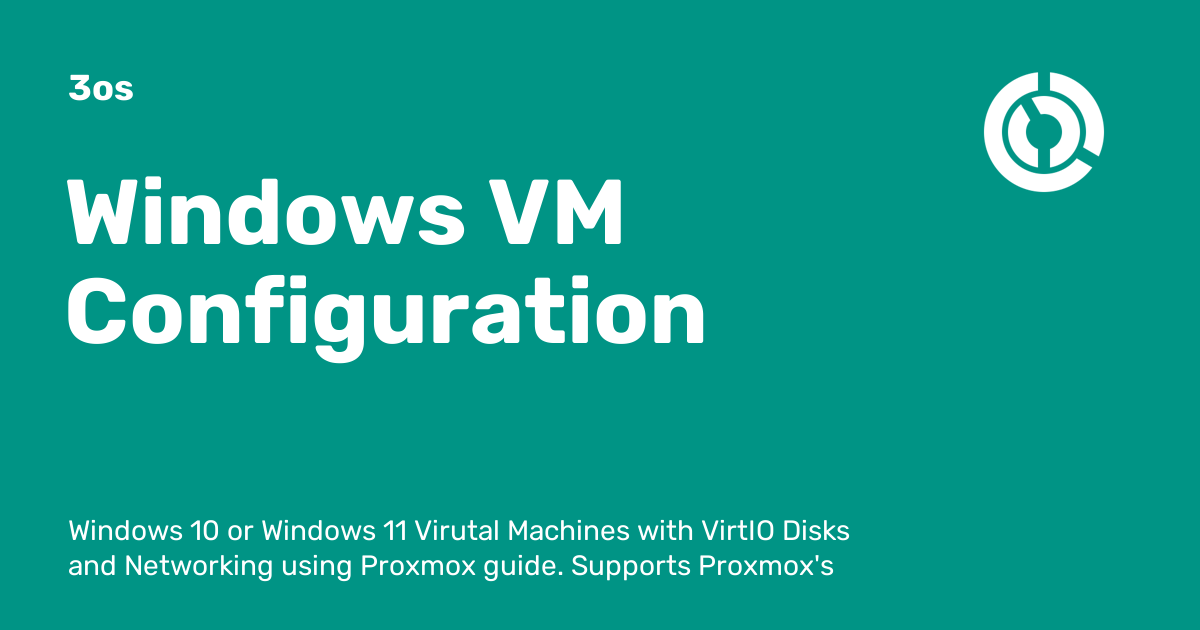 3os
Windows VM
Configuration
Windows 10 or Windows 11 Virutal Machines with VirtIO Disks
and Networking using Proxmox guide. Supports Proxmox's